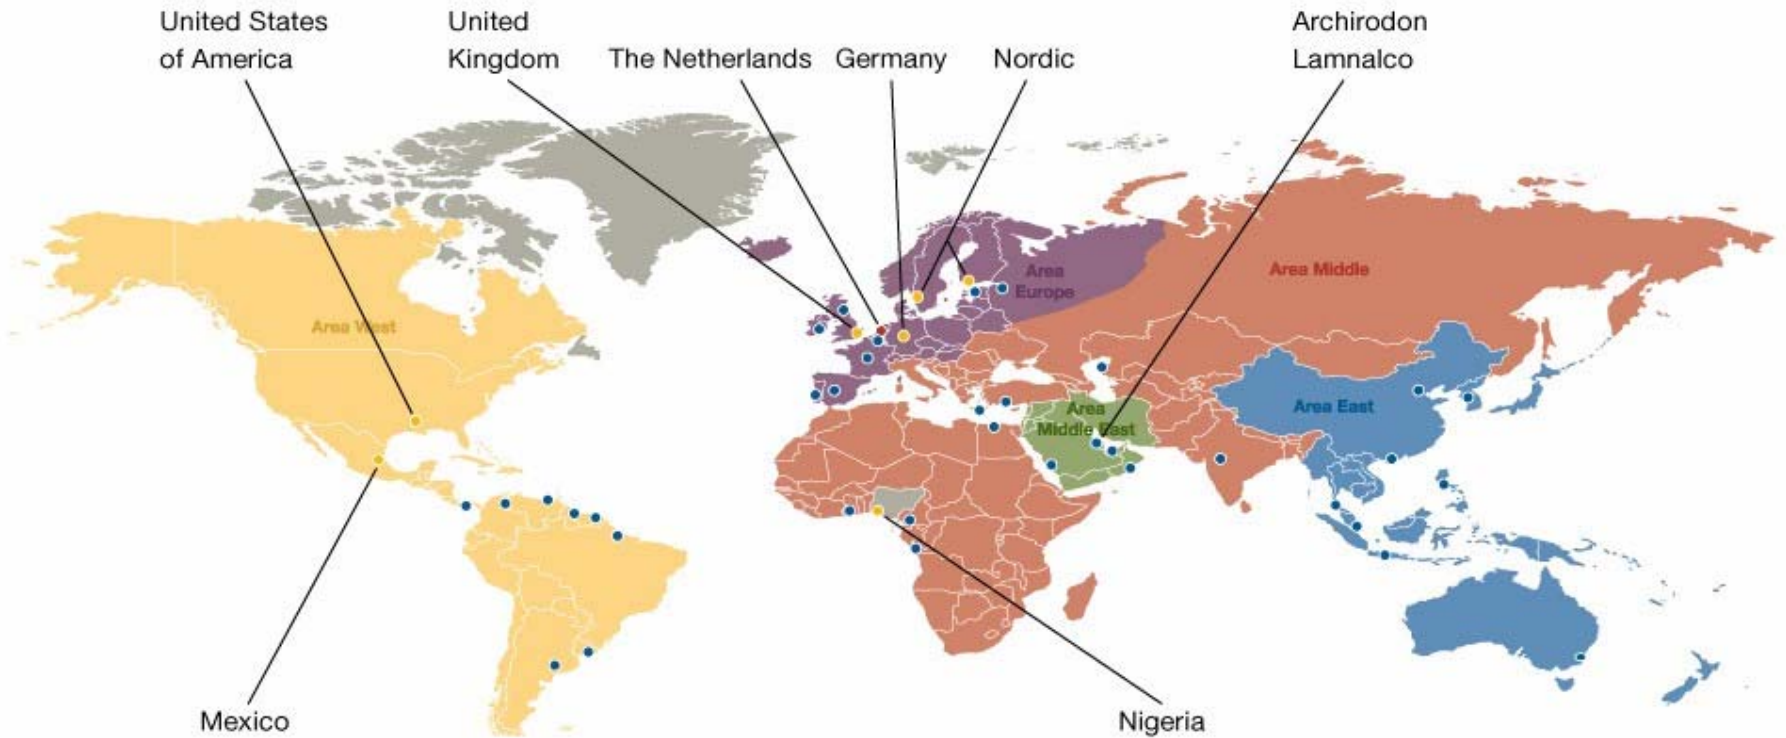 United States
of America
United
Kingdom
The Netherlands
Germany
Nordic
Archirodon
Lamnalco
Area West
Area
Europe
Area Middle
Area
Middle East
Area East
Mexico
Nigeria